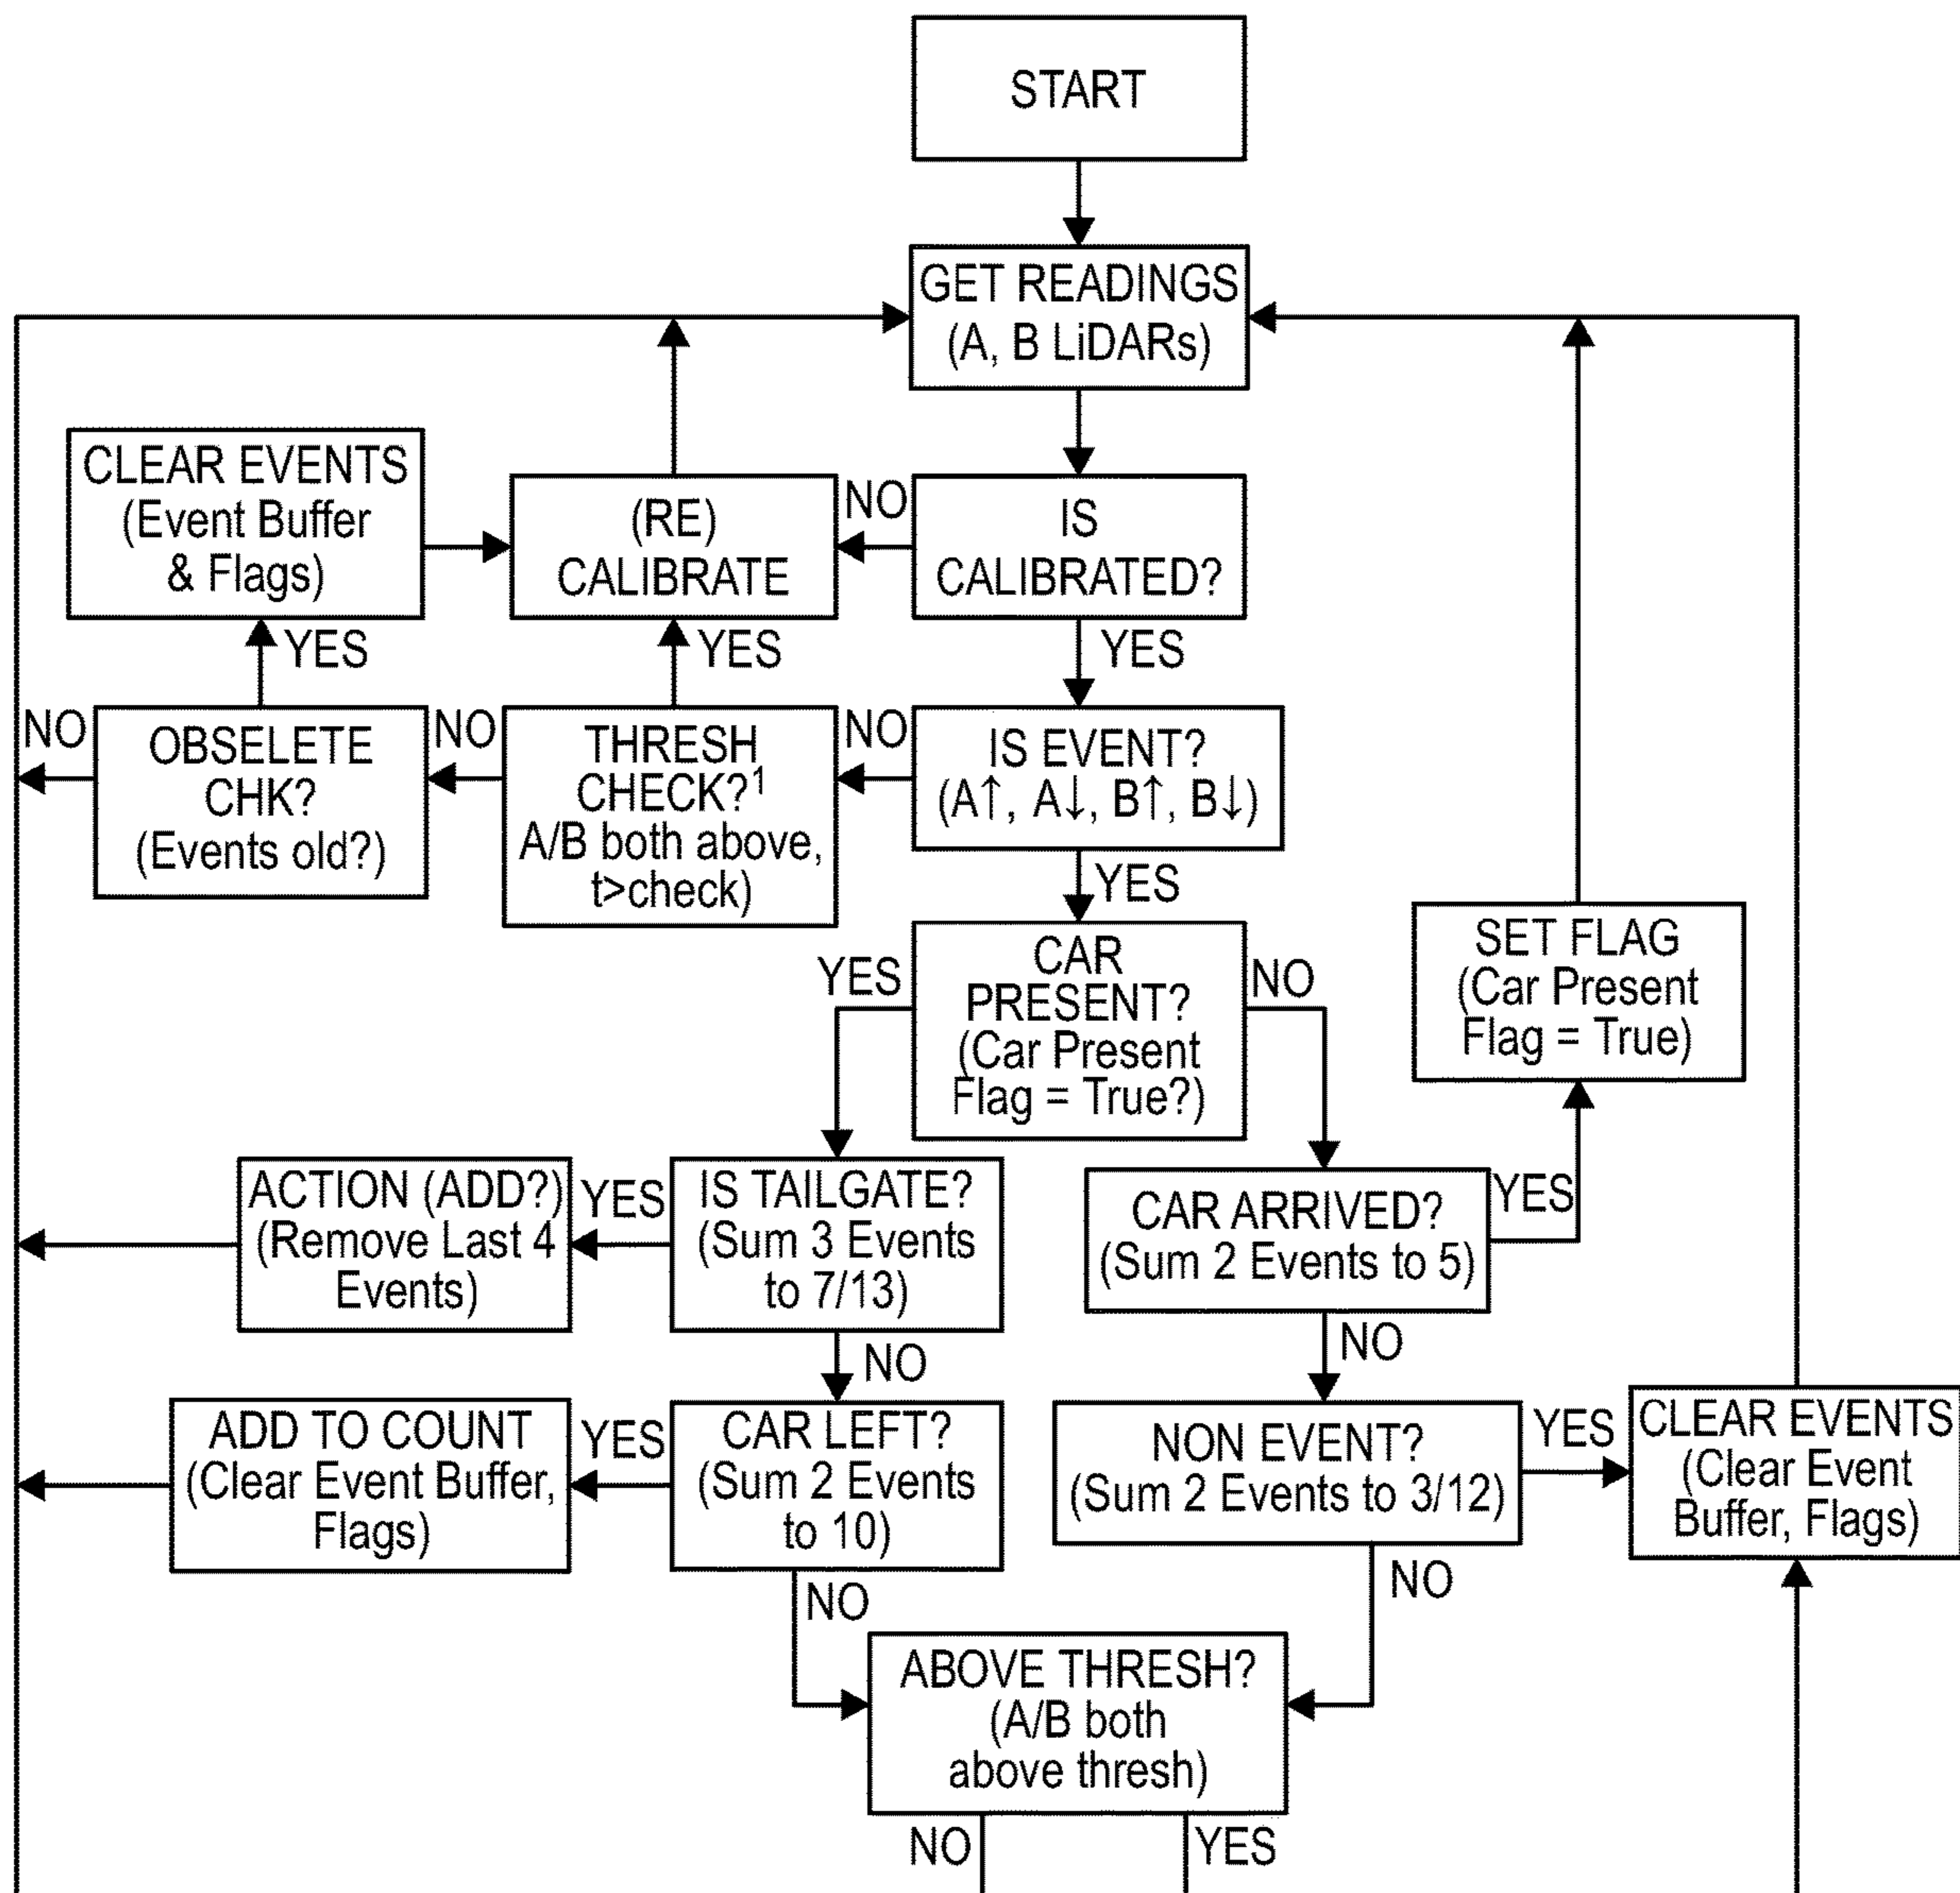 START
GET READINGS
(A, B LiDARs)
CLEAR EVENTS
(Event Buffer
& Flags)
(RE)
CALIBRATE
NO
IS
CALIBRATED?
YES
YES
YES
NO
OBSELETE
CHK?
(Events old?)
NO
THRESH
CHECK?¹
A/B both above,
t>check)
NO
IS EVENT?
(A↑, A↓, B↑, B↓)
YES
YES
CAR
PRESENT?
(Car Present
Flag = True?)
NO
SET FLAG
(Car Present
Flag = True)
ACTION (ADD?)
(Remove Last 4
Events)
YES
IS TAILGATE?
(Sum 3 Events
to 7/13)
CAR ARRIVED?
(Sum 2 Events to 5)
YES
NO
NO
ADD TO COUNT
(Clear Event Buffer,
Flags)
YES
CAR LEFT?
(Sum 2 Events
to 10)
NON EVENT?
(Sum 2 Events to 3/12)
YES
CLEAR EVENTS
(Clear Event
Buffer, Flags)
NO
NO
ABOVE THRESH?
(A/B both
above thresh)
NO
YES